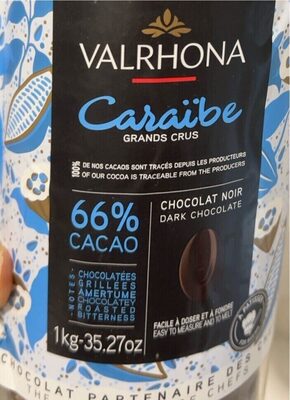 VALRHONA
Caraïbe
GRANDS CRUS
100% DE NOS CACAOS SONT TRACÉS DEPUIS LES PRODUCTEURS
OF OUR COCOA IS TRACEABLE FROM THE PRODUCERS
66%
CACAO
CHOCOLAT NOIR
DARK CHOCOLATE
NOTES
CHOCOLATÉES
GRILLÉES
AMERTUME
CHOCOLATEY
ROASTED
BITTERNESS
1kg-35.27oz
FACILE À DOSER ET À FONDRE
EASY TO MEASURE AND TO MELT
CHOCOLAT PARTENAIRE DES
CHEFS